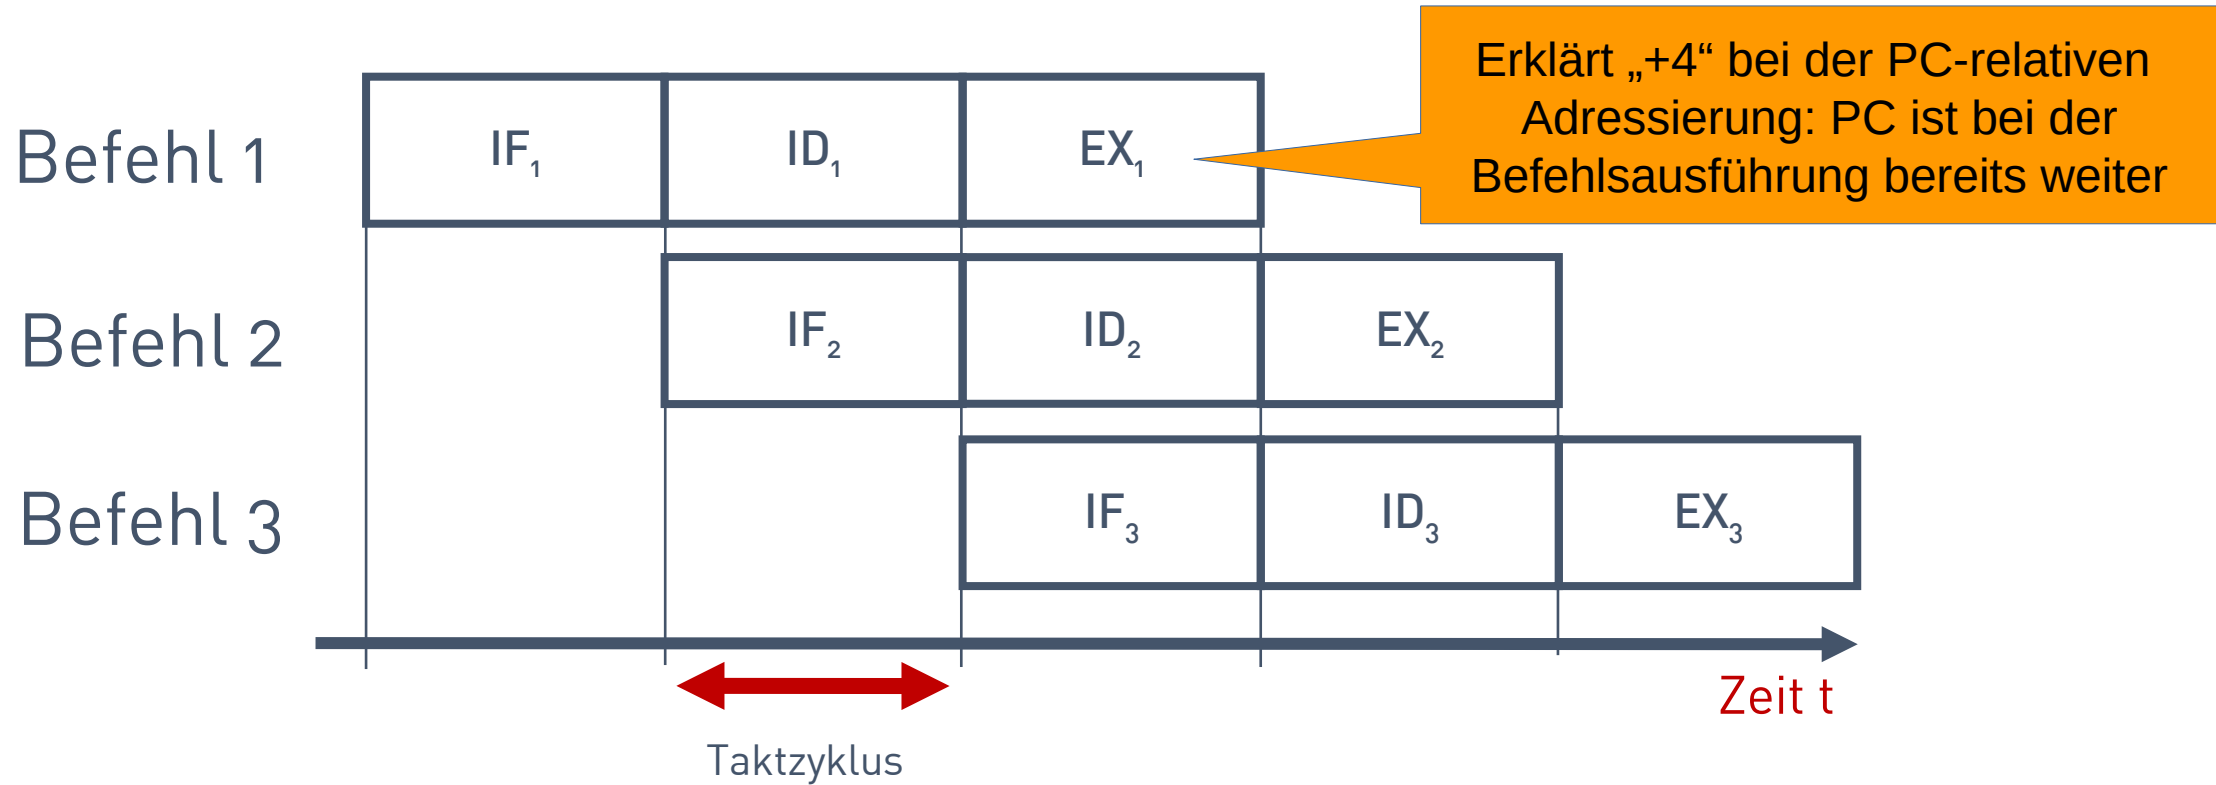 Erklärt „+4“ bei der PC-relativen
Adressierung: PC ist bei der
Befehlsausführung bereits weiter
Befehl 1
IF₁
ID₁
EX₁
Befehl 2
IF₂
ID₂
EX₂
Befehl 3
IF₃
ID₃
EX₃
Zeit t
Taktzyklus